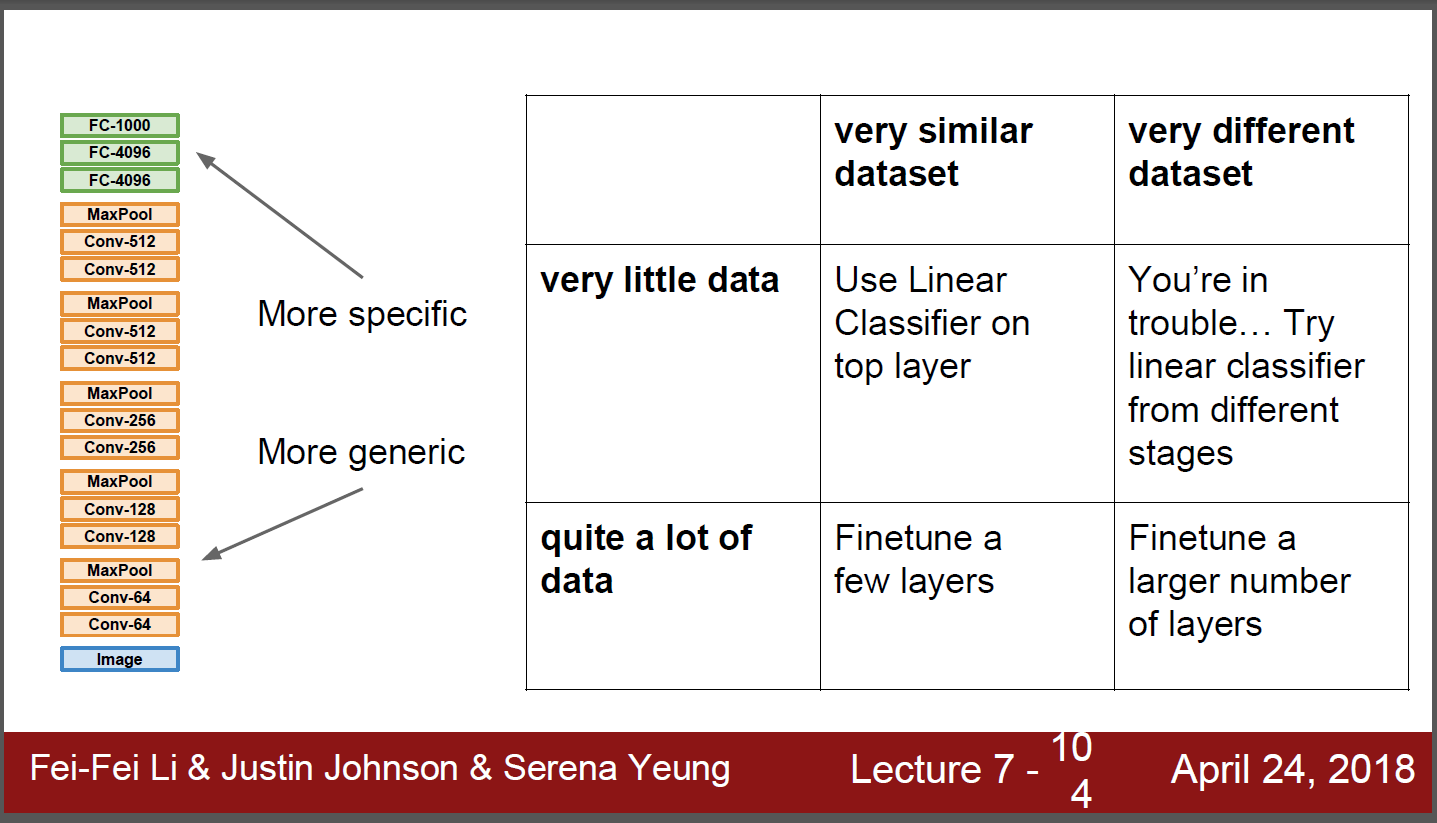 FC-1000
FC-4096
FC-4096
MaxPool
Conv-512
Conv-512
MaxPool
Conv-512
Conv-512
MaxPool
Conv-256
Conv-256
MaxPool
Conv-128
Conv-128
MaxPool
Conv-64
Conv-64
Image
More specific
More generic
very similar
dataset
very different
dataset
very little data
Use Linear
Classifier on
top layer
You’re in
trouble… Try
linear classifier
from different
stages
quite a lot of
data
Finetune a
few layers
Finetune a
larger number
of layers
Fei-Fei Li & Justin Johnson & Serena Yeung
Lecture 7 - 10
4
April 24, 2018